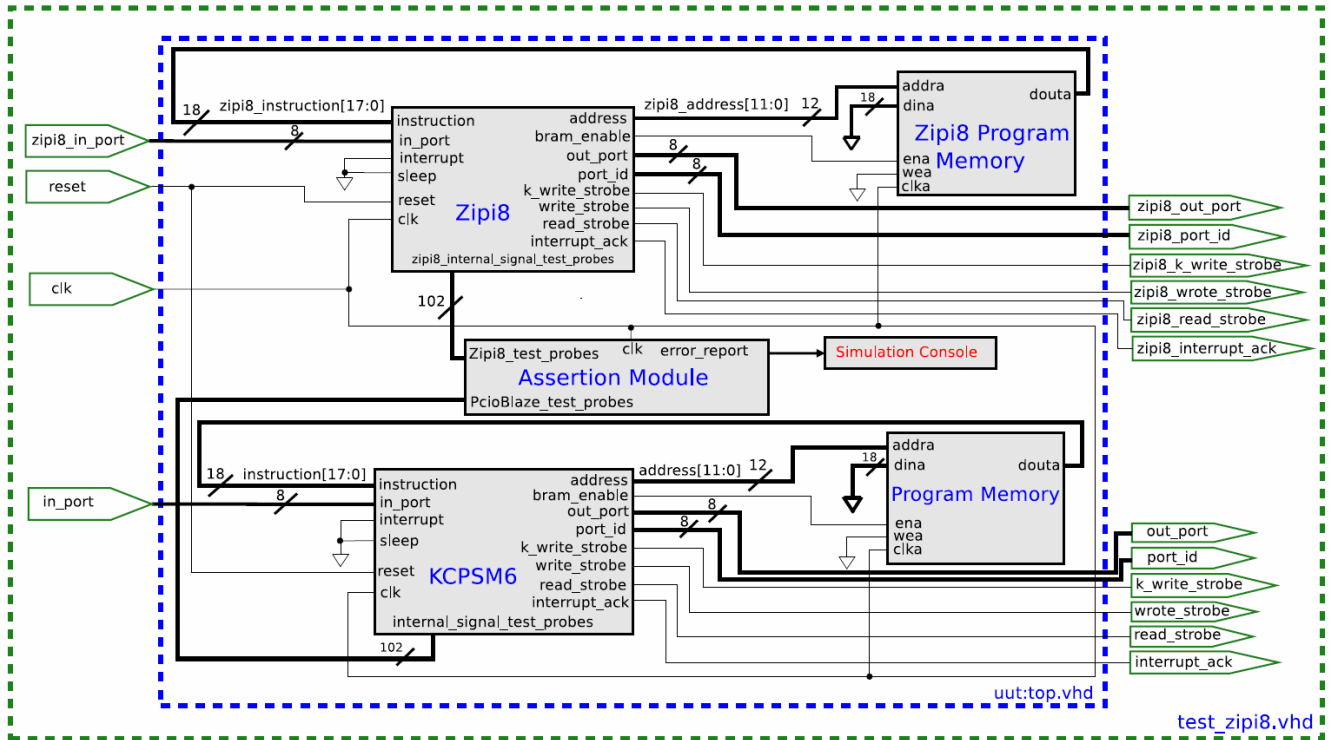 18
zipi8_instruction[17:0]
zipi8_in_port
8
reset
clk
instruction
in_port
interrupt
sleep
reset
clk
Zipi8
address
bram_enable
out_port
port_id
k_write_strobe
write_strobe
read_strobe
interrupt_ack
zipi8_internal_signal_test_probes
zipi8_address[11:0]
12
8
8
addra
18
dina
douta
Zipi8 Program
Memory
ena
wea
clka
zipi8_out_port
zipi8_port_id
zipi8_k_write_strobe
zipi8_wrote_strobe
zipi8_read_strobe
zipi8_interrupt_ack
102
Zipi8_test_probes
clk
error_report
Assertion Module
PcioBlaze_test_probes
Simulation Console
18
instruction[17:0]
in_port
8
instruction
in_port
interrupt
sleep
reset
clk
KCPSM6
address
bram_enable
out_port
port_id
k_write_strobe
write_strobe
read_strobe
interrupt_ack
internal_signal_test_probes
102
address[11:0]
12
8
8
addra
18
dina
douta
Program Memory
ena
wea
clka
out_port
port_id
k_write_strobe
wrote_strobe
read_strobe
interrupt_ack
uut:top.vhd
test_zipi8.vhd